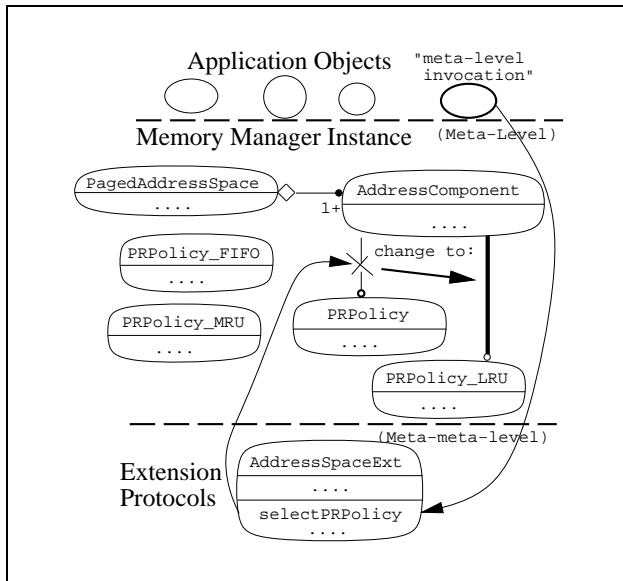 Application Objects
"meta-level
invocation"
Memory Manager Instance
(Meta-Level)
PagedAddressSpace
....
1+
AddressComponent
....
PRPolicy_FIFO
....
change to:
PRPolicy_MRU
....
PRPolicy
....
PRPolicy_LRU
....
(Meta-meta-level)
Extension
Protocols
AddressSpaceExt
....
selectPRPolicy
....